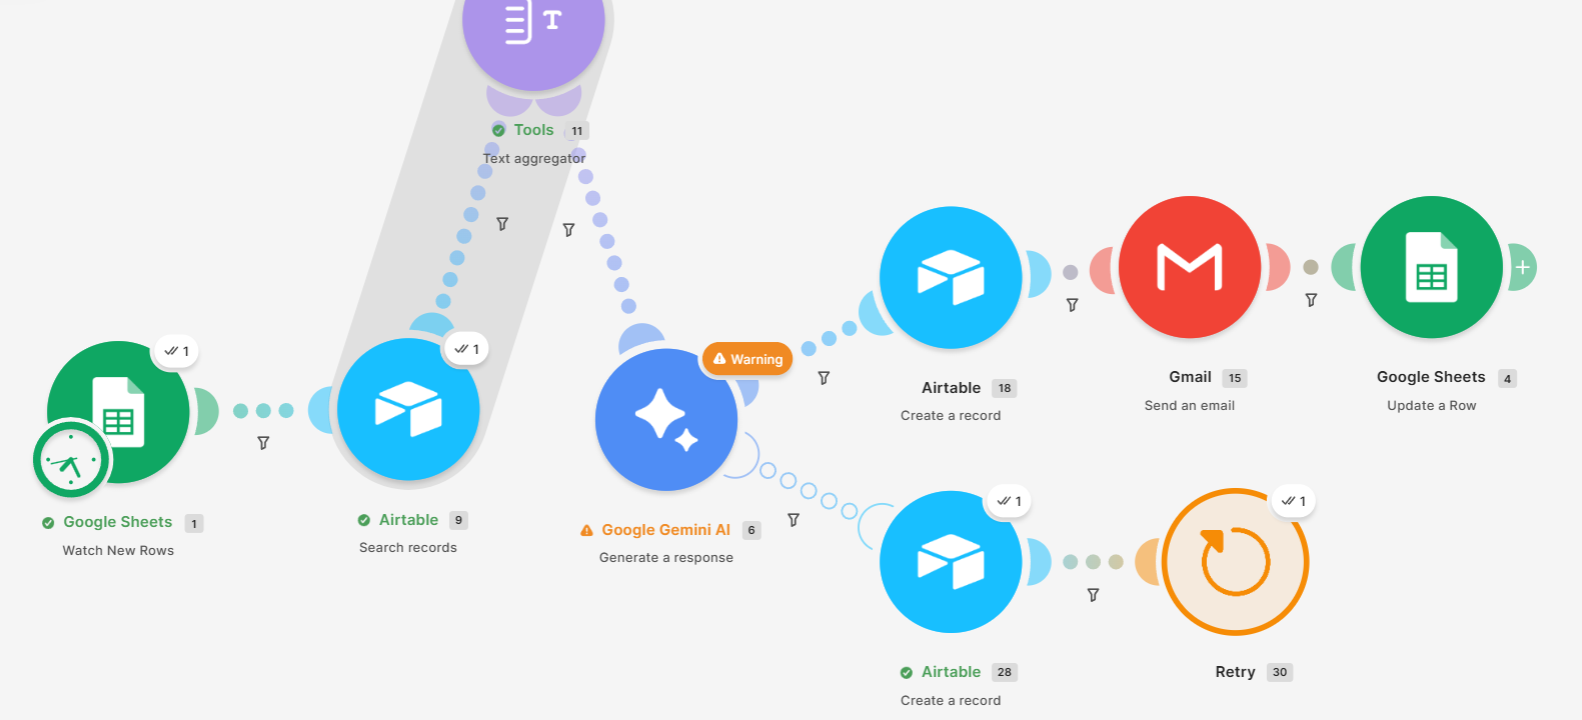 T
Tools 11
Text aggregator
1
Google Sheets 1
Watch New Rows
1
Airtable 9
Search records
Warning
Google Gemini AI 6
Generate a response
Airtable 18
Create a record
Gmail 15
Send an email
Google Sheets 4
Update a Row
1
Airtable 28
Create a record
1
Retry 30